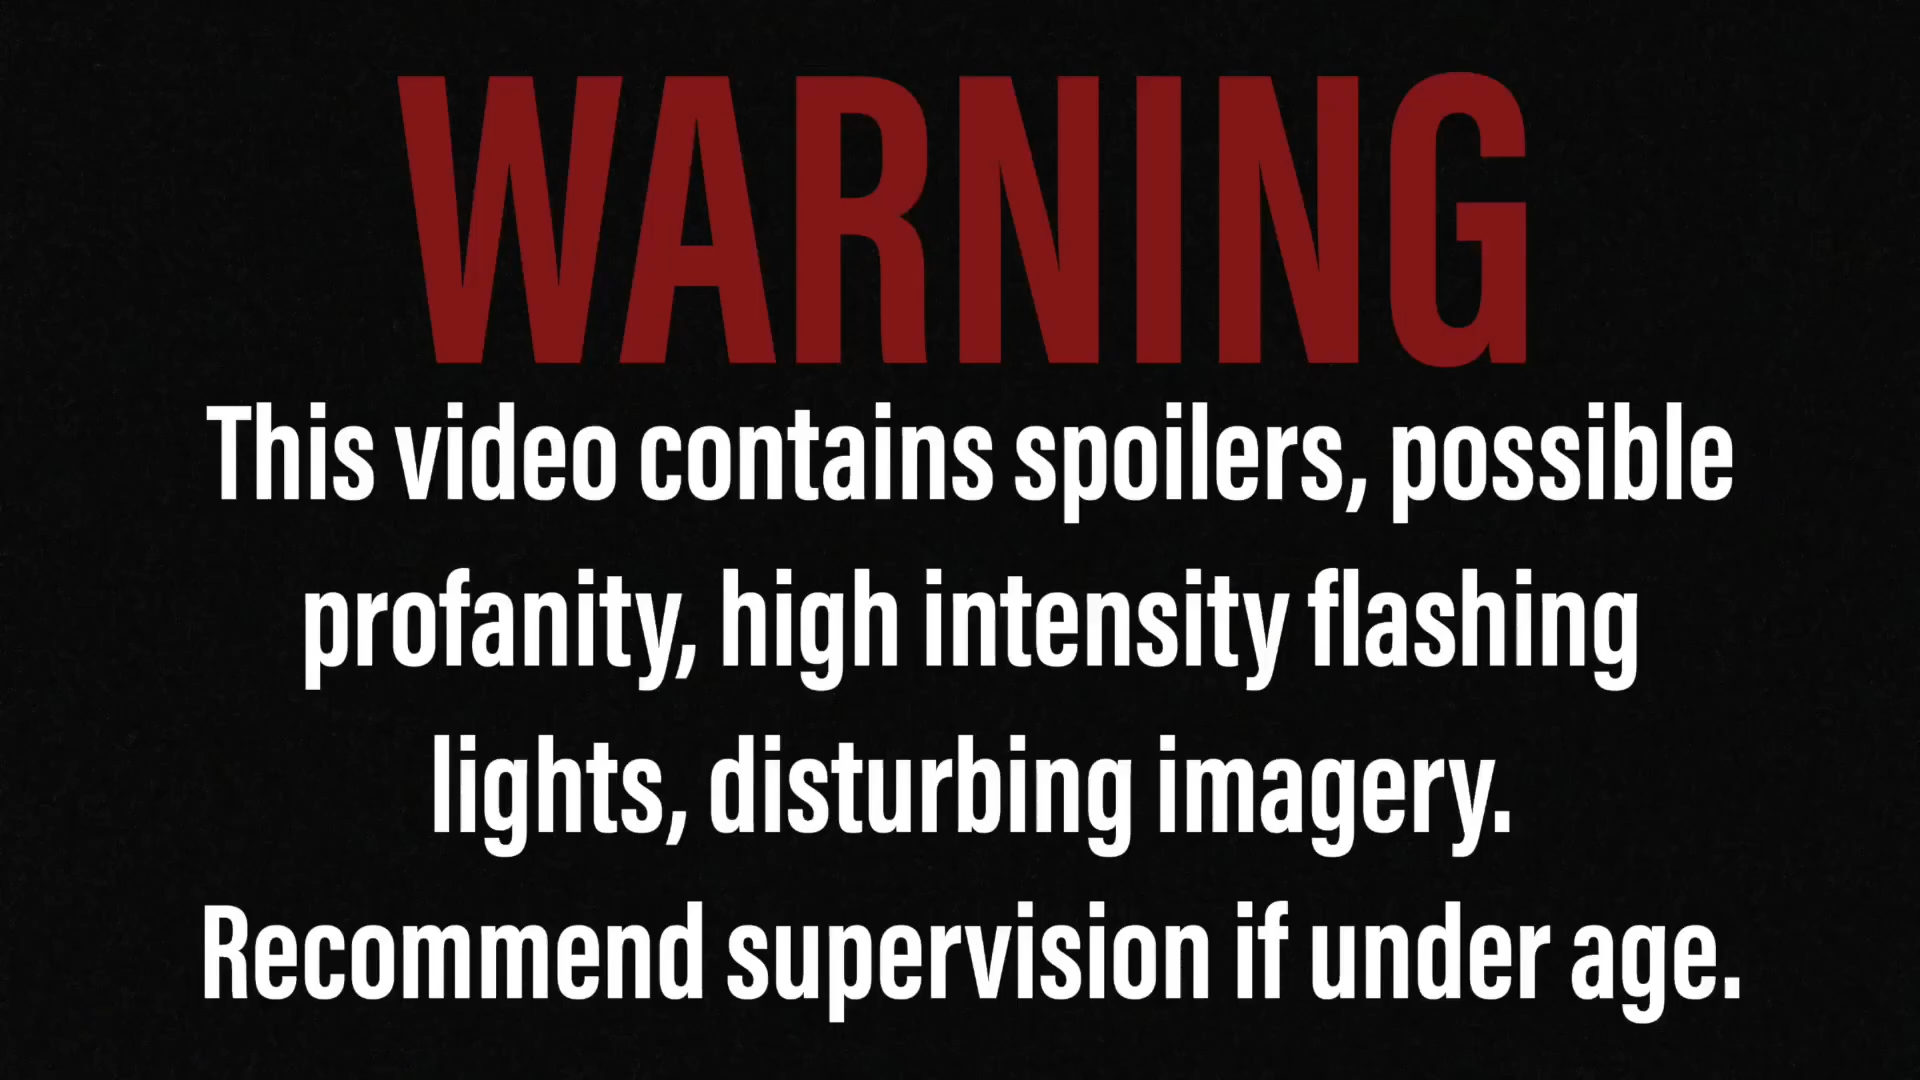 WARNING
This video contains spoilers, possible
profanity, high intensity flashing
lights, disturbing imagery.
Recommend supervision if under age.